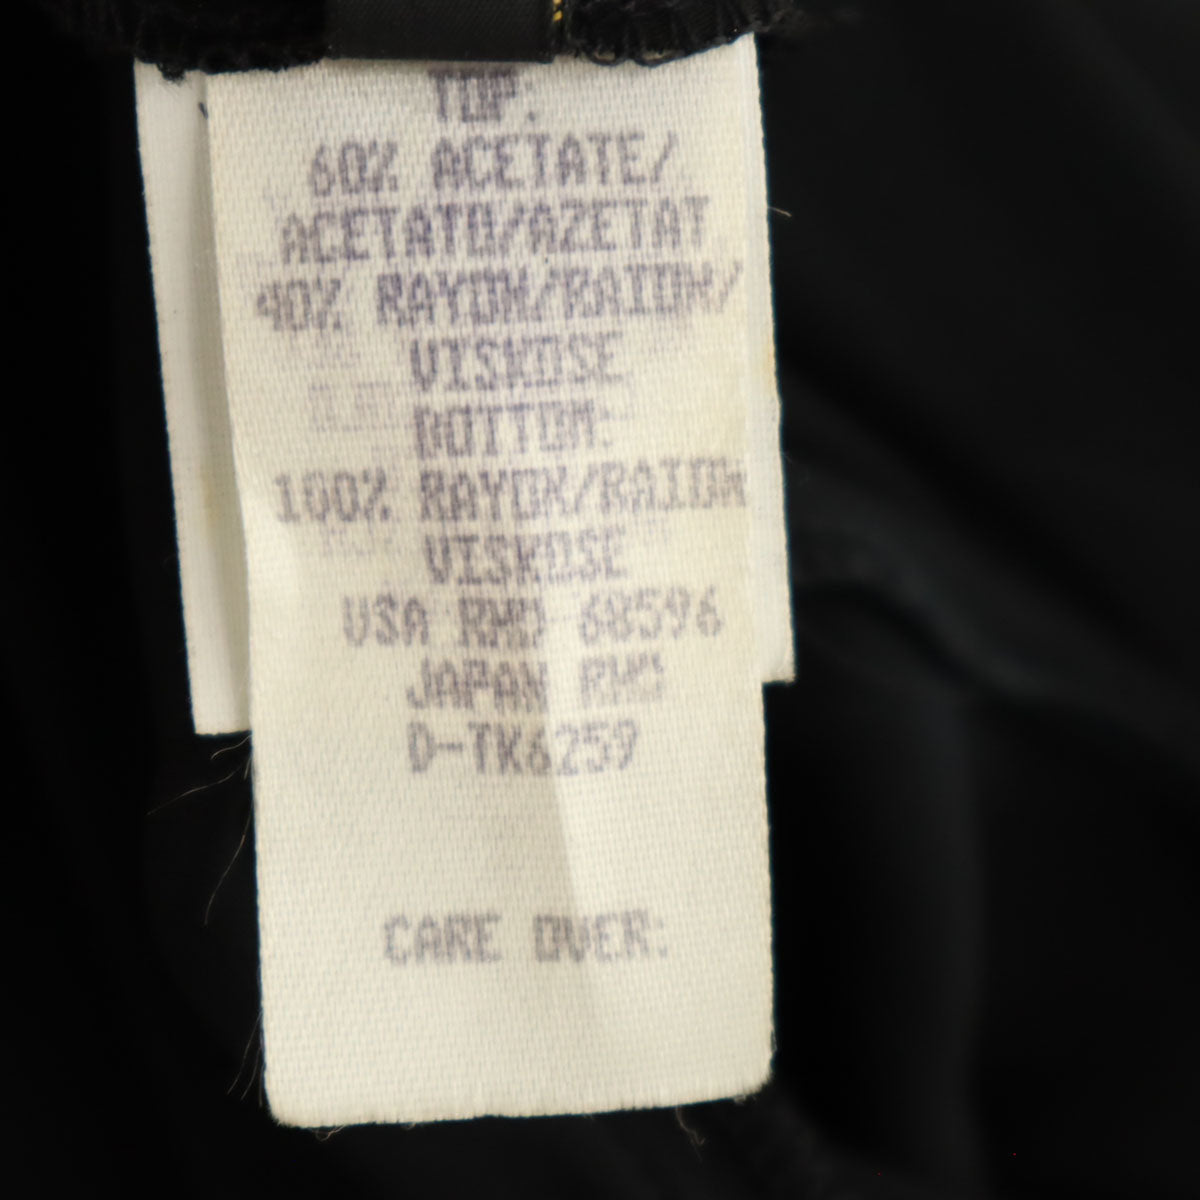 TOP:
60% ACETATE/
ACETATO/AZETAT
40% RAYON/RAION/
VISKOSE
BOTTOM:
100% RAYON/RAION
VISKOSE
USA RN 68596
JAPAN RN
D-TK6259
CARE OVER: